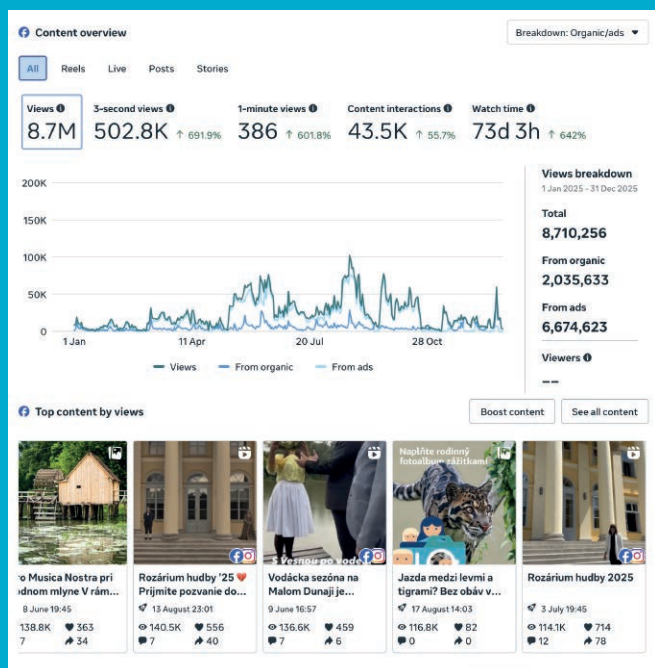 Content overview
Breakdown: Organic/ads
All Reels Live Posts Stories
Views 3-second views 1-minute views Content interactions Watch time
8.7M 502.8K ↑ 691.9% 386 ↑ 601.8% 43.5K ↑ 55.7% 73d 3h ↑ 642%
200K
150K
100K
50K
0
1 Jan 11 Apr 20 Jul 28 Oct
Views From organic From ads
Views breakdown
1 Jan 2025 - 31 Dec 2025
Total
8,710,256
From organic
2,035,633
From ads
6,674,623
Viewers
--
Top content by views
Boost content See all content
o Musica Nostra pri
dnom mlyne V rám...
8 June 19:45
138.8K 363
7 34
Rozárium hudby '25
Prijmite pozvanie do...
13 August 23:01
140.5K 556
7 40
S Vesnou po vode
Vodácka sezóna na
Malom Dunaji je...
9 June 16:57
136.6K 459
7 6
Naplňte rodinný
fotoalbum zážitkami
Jazda medzi levmi a
tigrami? Bez obáv v...
17 August 14:03
116.8K 82
0 0
Rozárium hudby 2025
3 July 19:45
114.1K 714
12 78